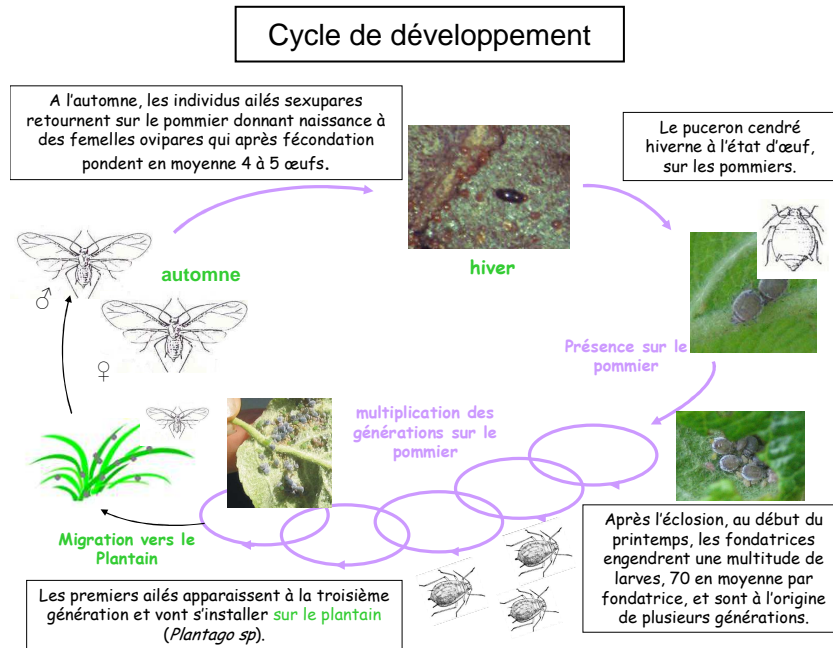 Cycle de développement
A l'automne, les individus ailés sexupares
retournent sur le pommier donnant naissance à
des femelles ovipares qui après fécondation
pondent en moyenne 4 à 5 œufs.
Le puceron cendré
hiverne à l'état d'œuf,
sur les pommiers.
hiver
automne
♂
♀
Présence sur le
pommier
multiplication des
générations sur le
pommier
Migration vers le
Plantain
Après l'éclosion, au début du
printemps, les fondatrices
engendrent une multitude de
larves, 70 en moyenne par
fondatrice, et sont à l'origine
de plusieurs générations.
Les premiers ailés apparaissent à la troisième
génération et vont s'installer sur le plantain
(Plantago sp).